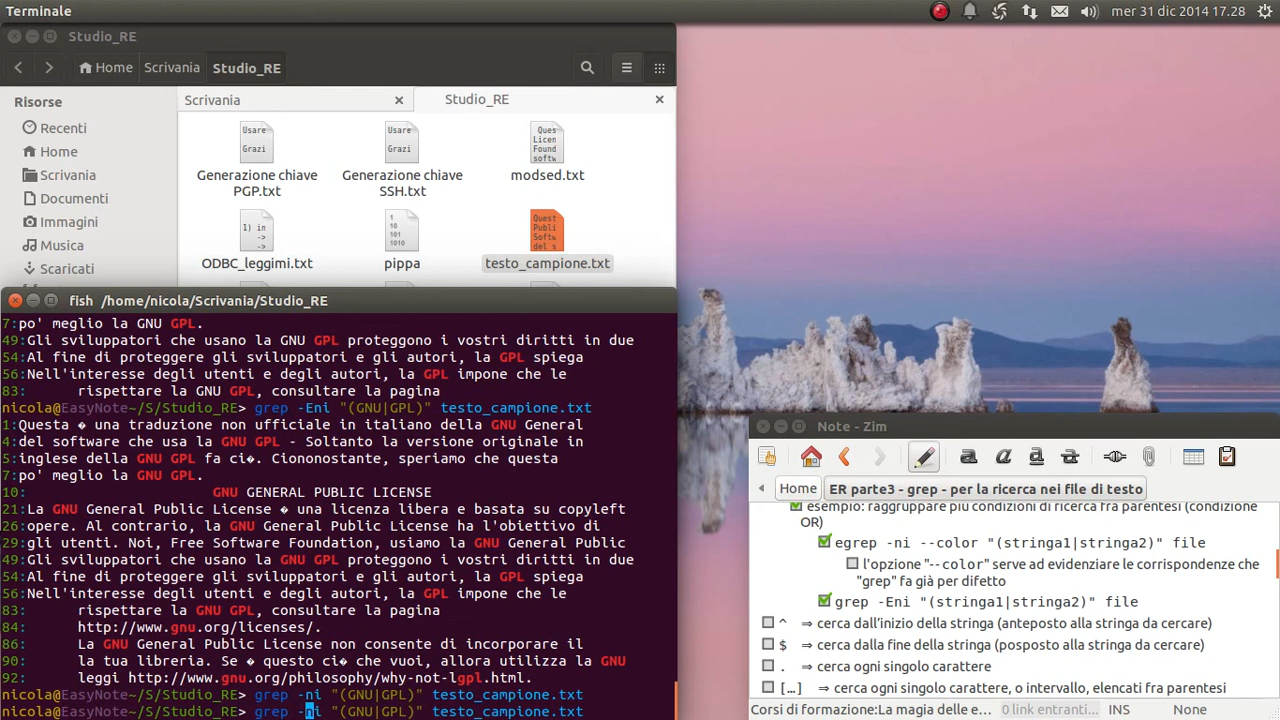 Terminale
mer 31 dic 2014 17.28
Studio_RE
Home
Scrivania
Studio_RE
Risorse
Recenti
Home
Scrivania
Documenti
Immagini
Musica
Scaricati
Scrivania
Studio_RE
Usare
Grazi
Usare
Grazi
Ques
Licen
Found
softw
Generazione chiave
PGP.txt
Generazione chiave
SSH.txt
modsed.txt
1) in
->
->
1
10
101
1010
Quest
Publi
Softw
del s
ODBC_leggimi.txt
pippa
testo_campione.txt
fish /home/nicola/Scrivania/Studio_RE
7:po' meglio la GNU GPL.
49:Gli sviluppatori che usano la GNU GPL proteggono i vostri diritti in due
54:Al fine di proteggere gli sviluppatori e gli autori, la GPL spiega
56:Nell'interesse degli utenti e degli autori, la GPL impone che le
83:      rispettare la GNU GPL, consultare la pagina
nicola@EasyNote~/S/Studio_RE> grep -Eni "(GNU|GPL)" testo_campione.txt
1:Questa � una traduzione non ufficiale in italiano della GNU General
4:del software che usa la GNU GPL - Soltanto la versione originale in
5:inglese della GNU GPL fa ci�. Ciononostante, speriamo che questa
7:po' meglio la GNU GPL.
10:                      GNU GENERAL PUBLIC LICENSE
21:La GNU General Public License � una licenza libera e basata su copyleft
26:opere. Al contrario, la GNU General Public License ha l'obiettivo di
29:gli utenti. Noi, Free Software Foundation, usiamo la GNU General Public
49:Gli sviluppatori che usano la GNU GPL proteggono i vostri diritti in due
54:Al fine di proteggere gli sviluppatori e gli autori, la GPL spiega
56:Nell'interesse degli utenti e degli autori, la GPL impone che le
83:      rispettare la GNU GPL, consultare la pagina
84:      http://www.gnu.org/licenses/.
86:      La GNU General Public License non consente di incorporare il
90:      la tua libreria. Se � questo ci� che vuoi, allora utilizza la GNU
92:      leggi http://www.gnu.org/philosophy/why-not-lgpl.html.
nicola@EasyNote~/S/Studio_RE> grep -ni "(GNU|GPL)" testo_campione.txt
nicola@EasyNote~/S/Studio_RE> grep -ni "(GNU|GPL)" testo_campione.txt
Note - Zim
Home
ER parte3 - grep - per la ricerca nei file di testo
esempio: raggruppare più condizioni di ricerca fra parentesi (condizione
OR)
egrep -ni --color "(stringa1|stringa2)" file
l'opzione "--color" serve ad evidenziare le corrispondenze che
"grep" fa già per difetto
grep -Eni "(stringa1|stringa2)" file
^ ⇒ cerca dall'inizio della stringa (anteposto alla stringa da cercare)
$ ⇒ cerca dalla fine della stringa (posposto alla stringa da cercare)
. ⇒ cerca ogni singolo carattere
[…] ⇒ cerca ogni singolo carattere, o intervallo, elencati fra parentesi
Corsi di formazione:La magia delle e...
0 link entranti...
INS
None